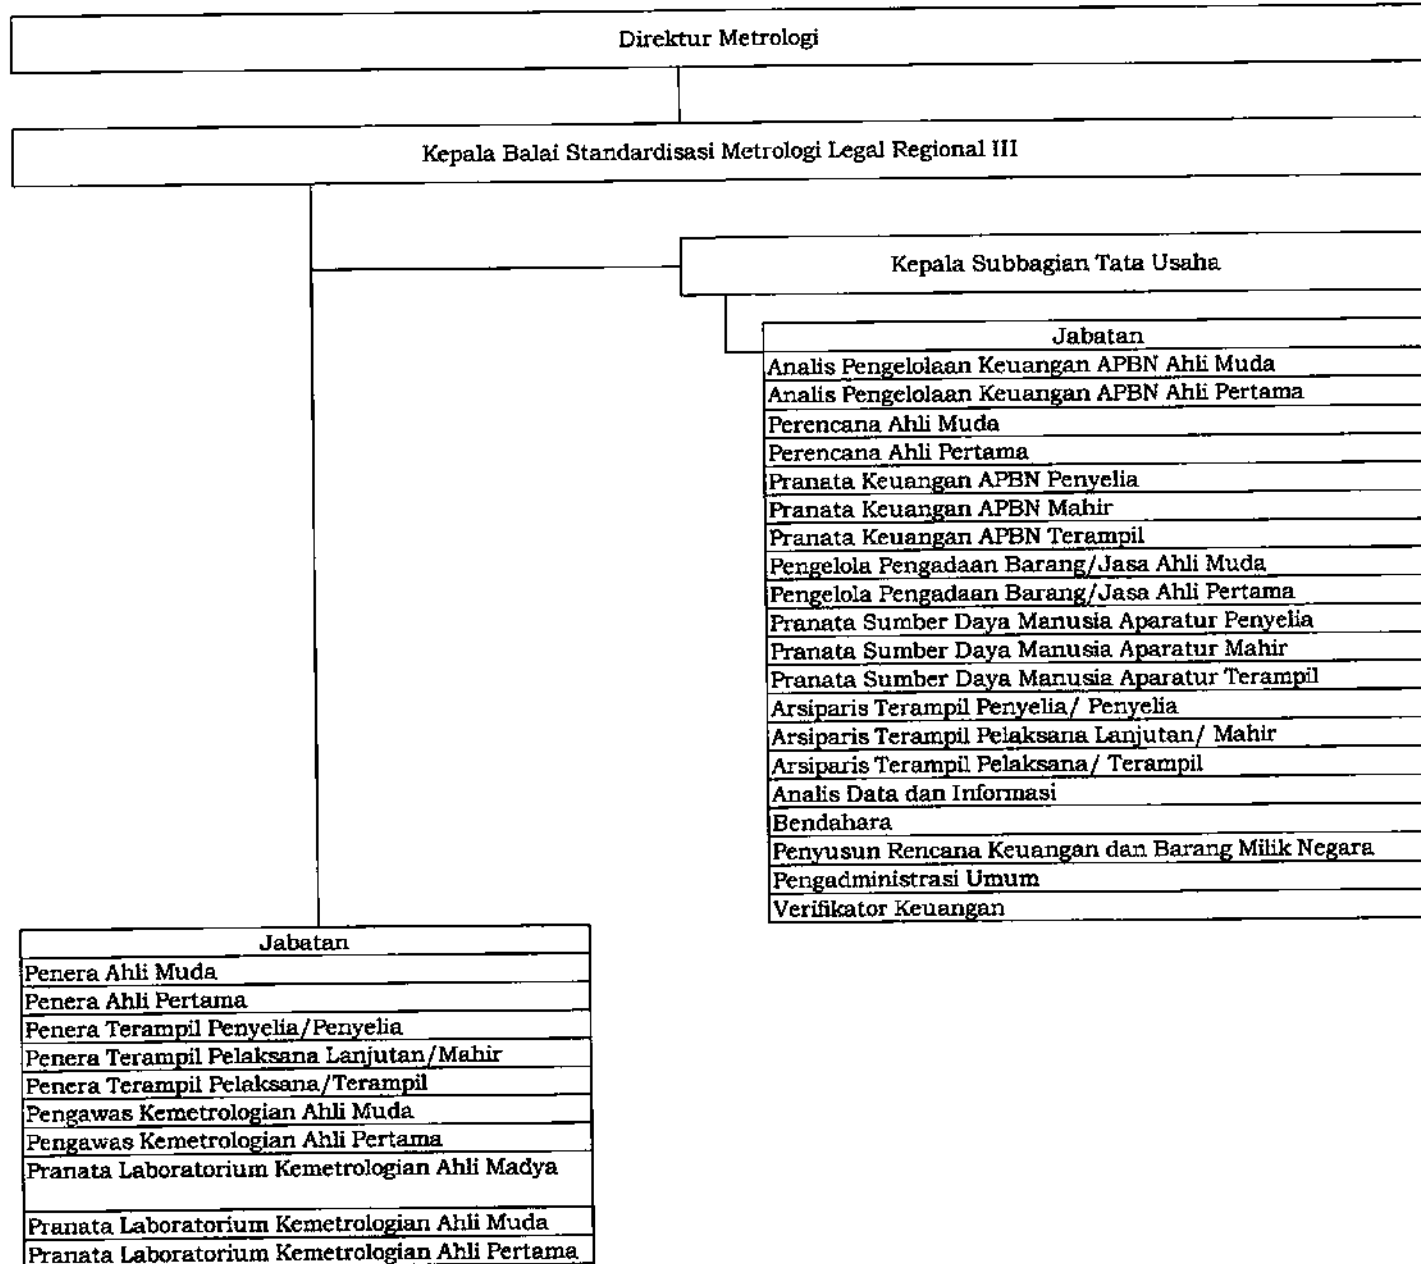 Direktur Metrologi
Kepala Balai Standardisasi Metrologi Legal Regional III
Kepala Subbagian Tata Usaha
Jabatan
Analis Pengelolaan Keuangan APBN Ahli Muda
Analis Pengelolaan Keuangan APBN Ahli Pertama
Perencana Ahli Muda
Perencana Ahli Pertama
Pranata Keuangan APBN Penyelia
Pranata Keuangan APBN Mahir
Pranata Keuangan APBN Terampil
Pengelola Pengadaan Barang/Jasa Ahli Muda
Pengelola Pengadaan Barang/Jasa Ahli Pertama
Pranata Sumber Daya Manusia Aparatur Penyelia
Pranata Sumber Daya Manusia Aparatur Mahir
Pranata Sumber Daya Manusia Aparatur Terampil
Arsiparis Terampil Penyelia/ Penyelia
Arsiparis Terampil Pelaksana Lanjutan/ Mahir
Arsiparis Terampil Pelaksana/ Terampil
Analis Data dan Informasi
Bendahara
Penyusun Rencana Keuangan dan Barang Milik Negara
Pengadministrasi Umum
Verifikator Keuangan
Jabatan
Penera Ahli Muda
Penera Ahli Pertama
Penera Terampil Penyelia/Penyelia
Penera Terampil Pelaksana Lanjutan/Mahir
Penera Terampil Pelaksana/Terampil
Pengawas Kemetrologian Ahli Muda
Pengawas Kemetrologian Ahli Pertama
Pranata Laboratorium Kemetrologian Ahli Madya
Pranata Laboratorium Kemetrologian Ahli Muda
Pranata Laboratorium Kemetrologian Ahli Pertama